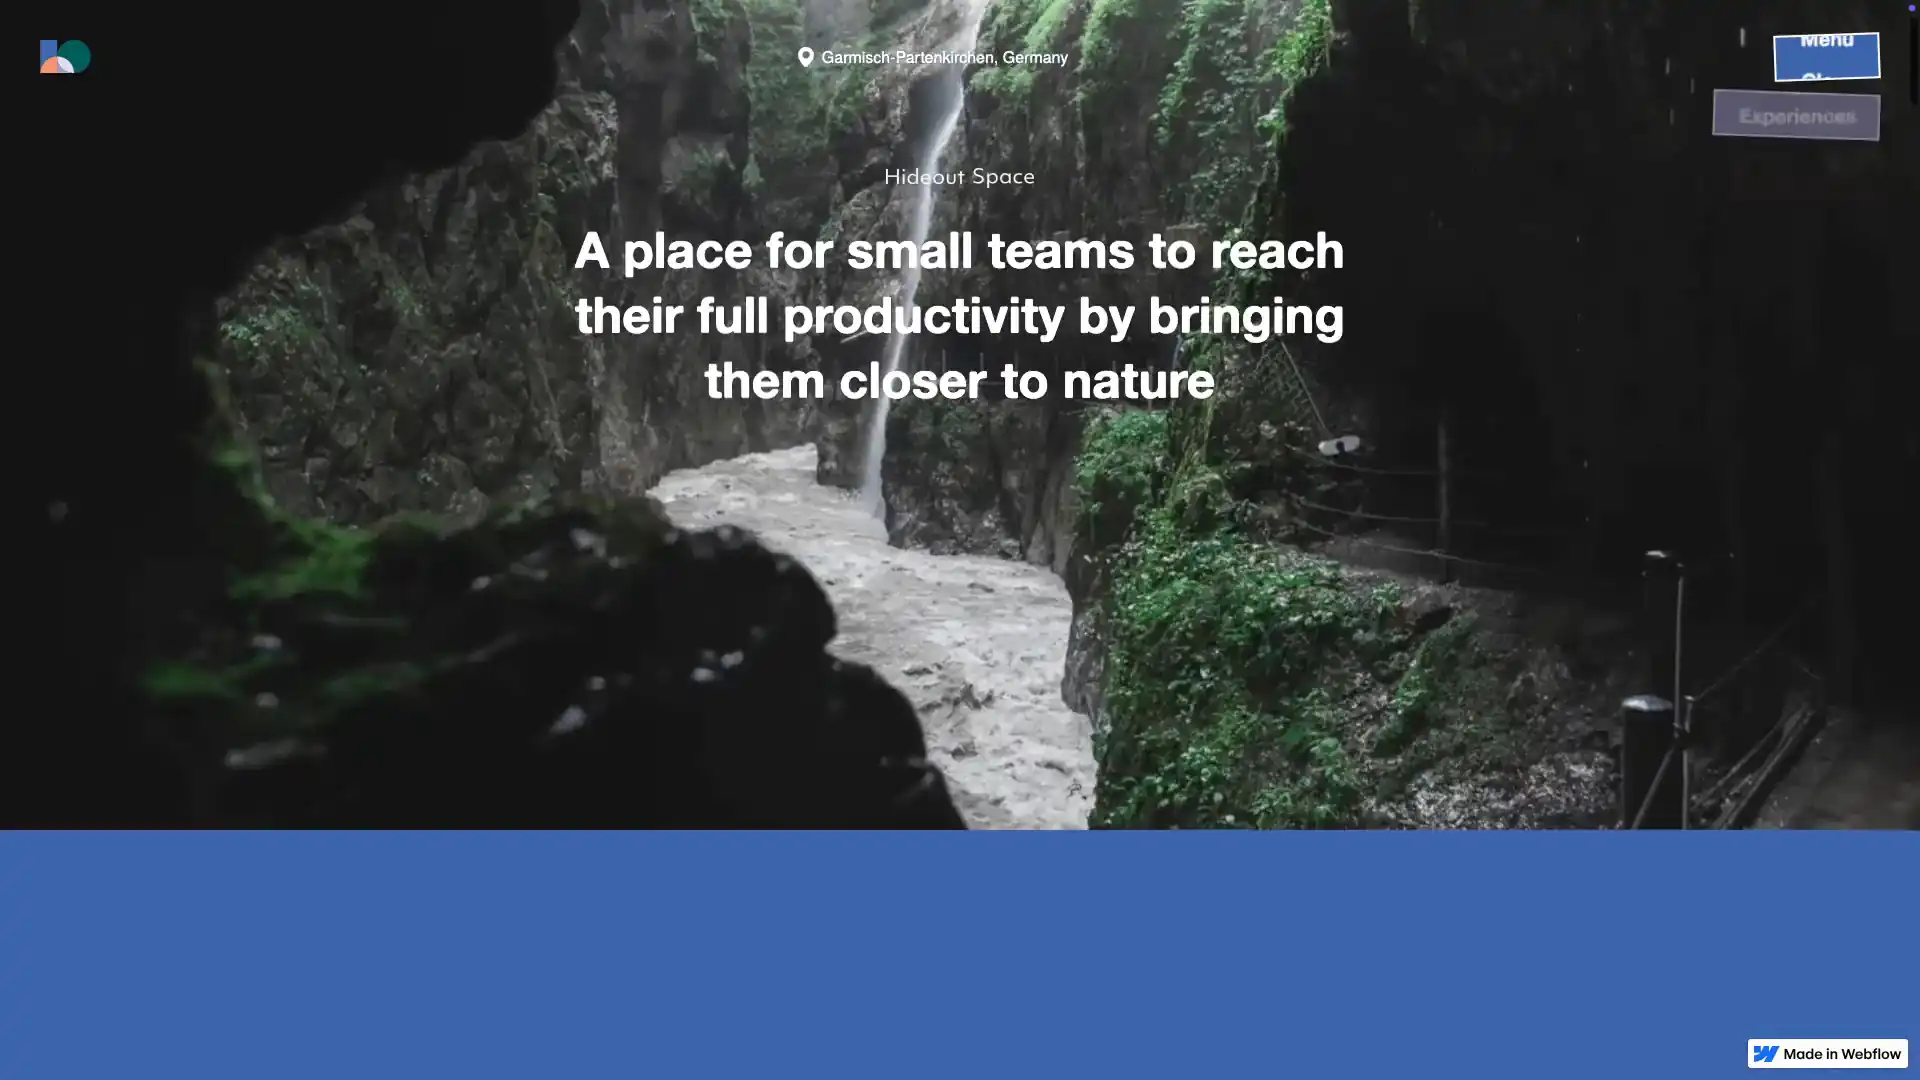 Garmisch-Partenkirchen, Germany
Menu
Experiences
Hideout Space
A place for small teams to reach
their full productivity by bringing
them closer to nature
Made in Webflow